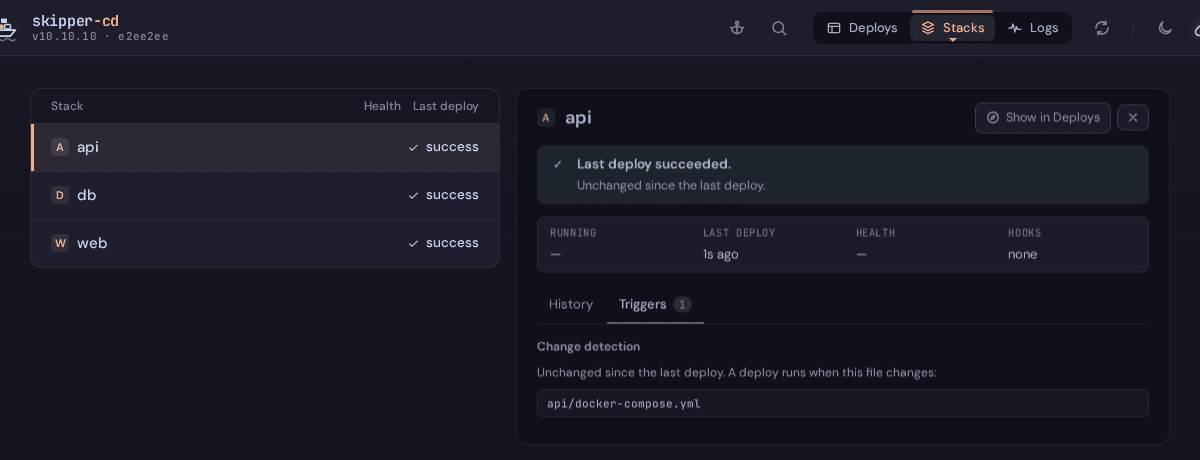 skipper-cd
v10.10.10 · e2ee2ee
Deploys
Stacks
Logs
Stack
Health
Last deploy
A api
✓ success
D db
✓ success
W web
✓ success
A api
Show in Deploys
✓ Last deploy succeeded.
Unchanged since the last deploy.
RUNNING
—
LAST DEPLOY
1s ago
HEALTH
—
HOOKS
none
History
Triggers 1
Change detection
Unchanged since the last deploy. A deploy runs when this file changes:
api/docker-compose.yml